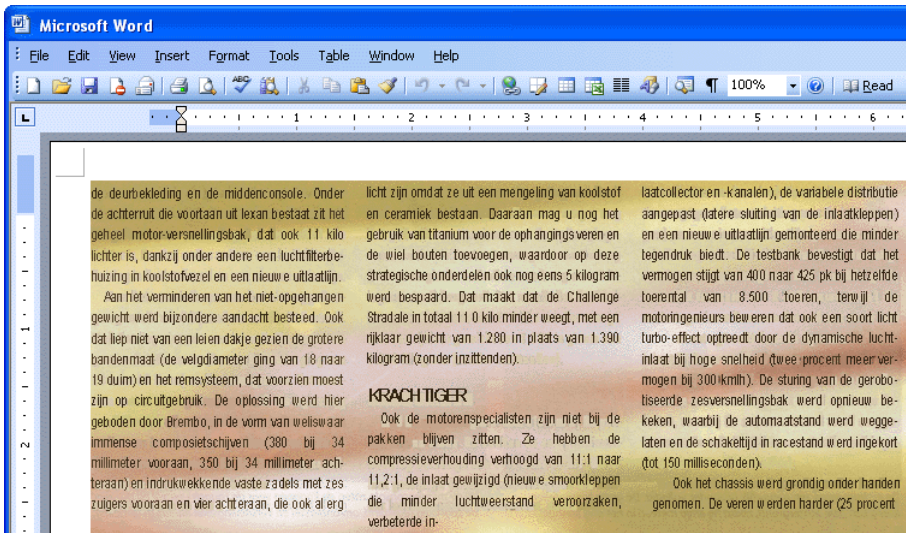 Microsoft Word
File Edit View Insert Format Tools Table Window Help
100% Read
1 2 3 4 5 6
1
2
de deurbekleding en de middenconsole. Onder
de achterruit die voortaan uit lexan bestaat zit het
geheel motor-versnellingsbak, dat ook 11 kilo
lichter is, dankzij onder andere een luchtfilterbe-
huizing in koolstofvezel en een nieuwe uitlaatlijn.
Aan het verminderen van het niet-opgehangen
gewicht werd bijzondere aandacht besteed. Ook
dat liep niet van een leien dakje gezien de grotere
bandenmaat (de velgdiameter ging van 18 naar
19 duim) en het remsysteem, dat voorzien moest
zijn op circuitgebruik. De oplossing werd hier
geboden door Brembo, in de vorm van weliswaar
immense composietschijven (380 bij 34
millimeter vooraan, 350 bij 34 millimeter ach-
teraan) en indrukwekkende vaste zadels met zes
zuigers vooraan en vier achteraan, die ook al erg
licht zijn omdat ze uit een mengeling van koolstof
en ceramiek bestaan. Daaraan mag u nog het
gebruik van titanium voor de ophangingsveren en
de wiel bouten toevoegen, waardoor op deze
strategische onderdelen ook nog eens 5 kilogram
werd bespaard. Dat maakt dat de Challenge
Stradale in totaal 110 kilo minder weegt, met een
rijklaar gewicht van 1.280 in plaats van 1.390
kilogram (zonder inzittenden).
KRACHTIGER
Ook de motorenspecialisten zijn niet bij de
pakken blijven zitten. Ze hebben de
compressieverhouding verhoogd van 11:1 naar
11,2:1, de inlaat gewijzigd (nieuwe smoorkleppen
die minder luchtweerstand veroorzaken,
verbeterde in-
laatcollector en -kanalen), de variabele distributie
aangepast (latere sluiting van de inlaatkleppen)
en een nieuwe uitlaatlijn gemonteerd die minder
tegendruk biedt. De testbank bevestigt dat het
vermogen stijgt van 400 naar 425 pk bij hetzelfde
toerental van 8.500 toeren, terwijl de
motoringenieurs beweren dat ook een soort licht
turbo-effect optreedt door de dynamische lucht-
inlaat bij hoge snelheid (twee procent meer ver-
mogen bij 300 kmlh). De sturing van de gerobo-
tiseerde zesversnellingsbak werd opnieuw be-
keken, waarbij de automaatstand werd wegge-
laten en de schakeltijd in racestand werd ingekort
(tot 150 milliseconden).
Ook het chassis werd grondig onder handen
genomen. De veren werden harder (25 procent